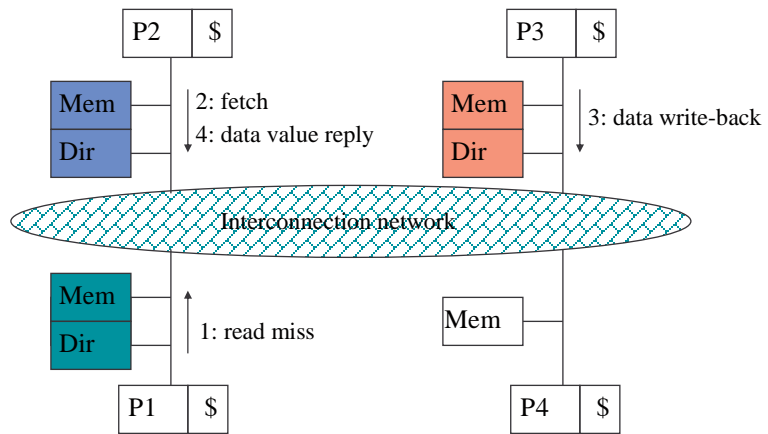 P2 $
P3 $
Mem
Dir
2: fetch
4: data value reply
Mem
Dir
3: data write-back
Interconnection network
Mem
Dir
1: read miss
Mem
P1 $
P4 $